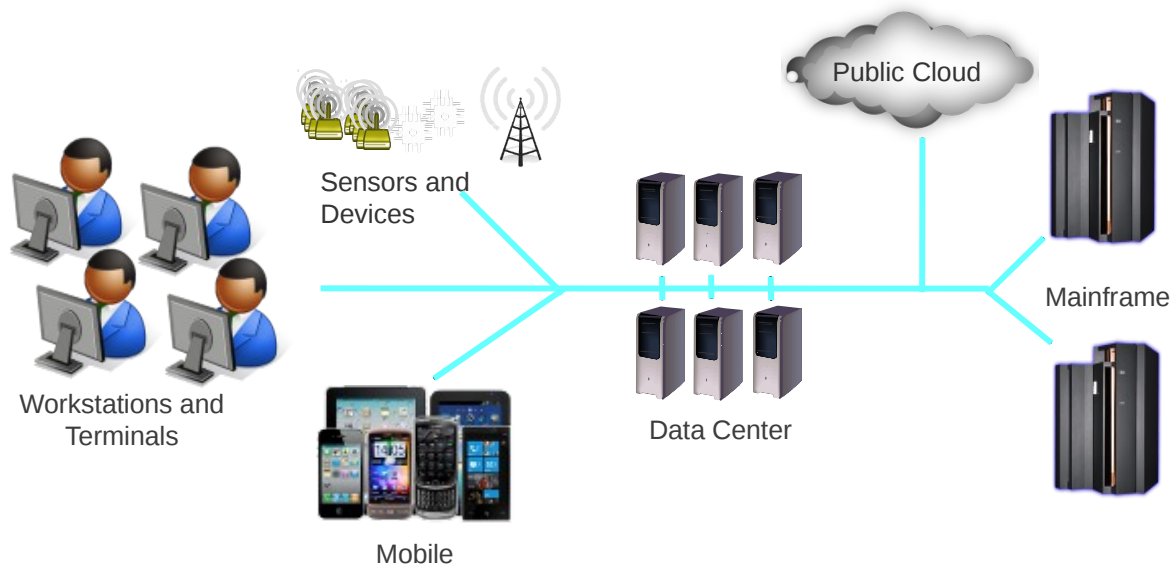 Public Cloud
Sensors and
Devices
Mainframe
Workstations and
Terminals
Data Center
Mobile